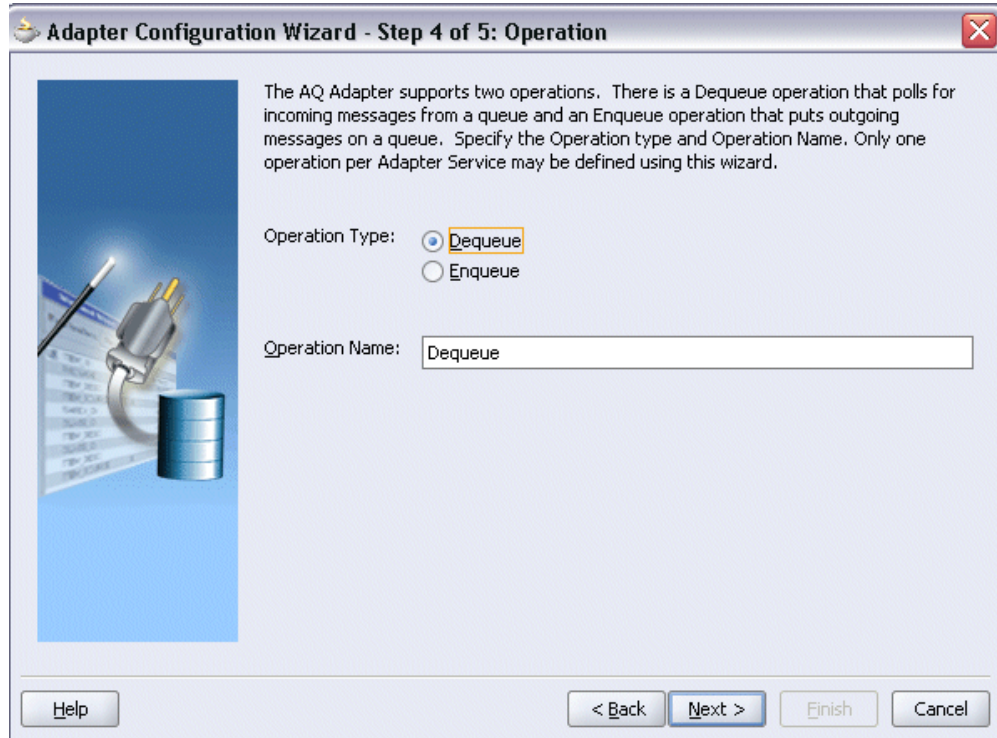 Adapter Configuration Wizard - Step 4 of 5: Operation
The AQ Adapter supports two operations.  There is a Dequeue operation that polls for
incoming messages from a queue and an Enqueue operation that puts outgoing
messages on a queue.  Specify the Operation type and Operation Name. Only one
operation per Adapter Service may be defined using this wizard.
Operation Type:
Dequeue
Enqueue
Operation Name:
Dequeue
Help
< Back
Next >
Finish
Cancel